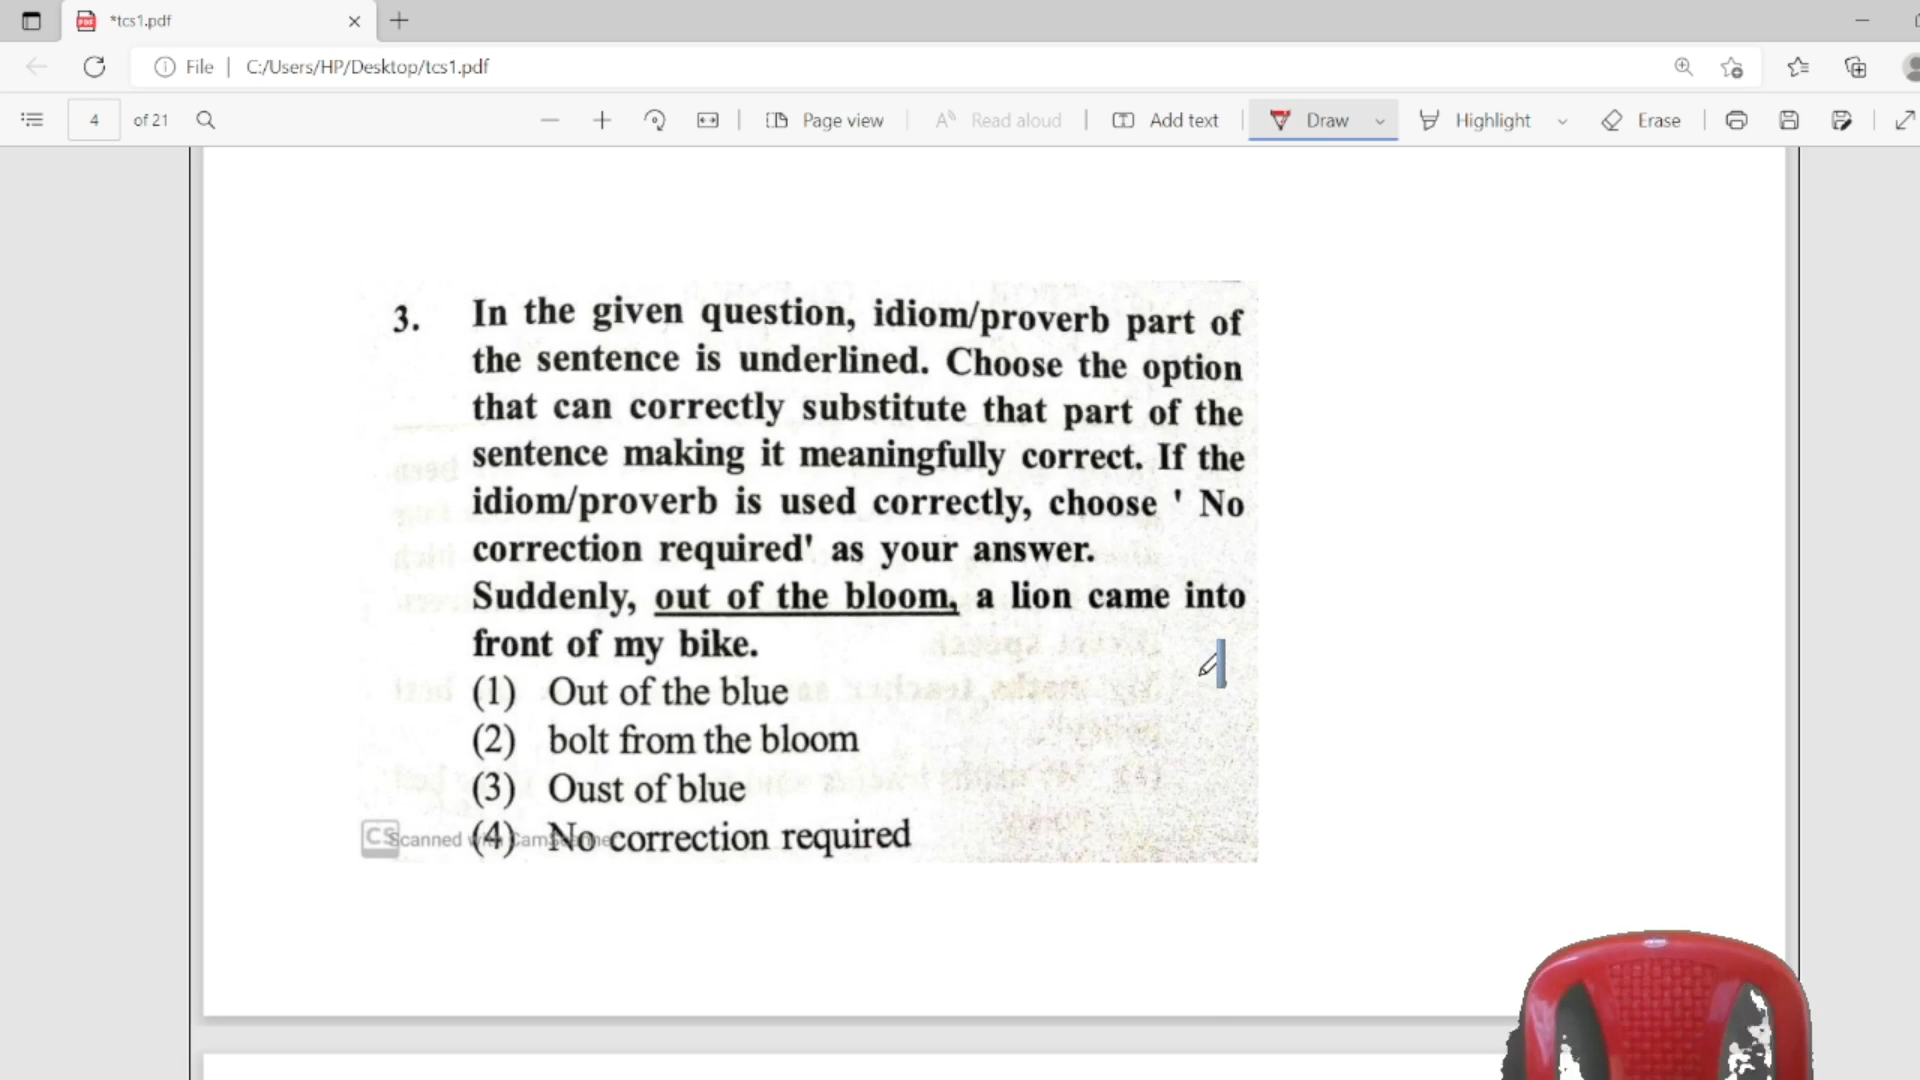 *tcs1.pdf
File | C:/Users/HP/Desktop/tcs1.pdf
4 of 21 Page view Read aloud Add text Draw Highlight Erase
3. In the given question, idiom/proverb part of
the sentence is underlined. Choose the option
that can correctly substitute that part of the
sentence making it meaningfully correct. If the
idiom/proverb is used correctly, choose ' No
correction required' as your answer.
Suddenly, out of the bloom, a lion came into
front of my bike.
(1) Out of the blue
(2) bolt from the bloom
(3) Oust of blue
(4) No correction required
CS Scanned with CamScanner